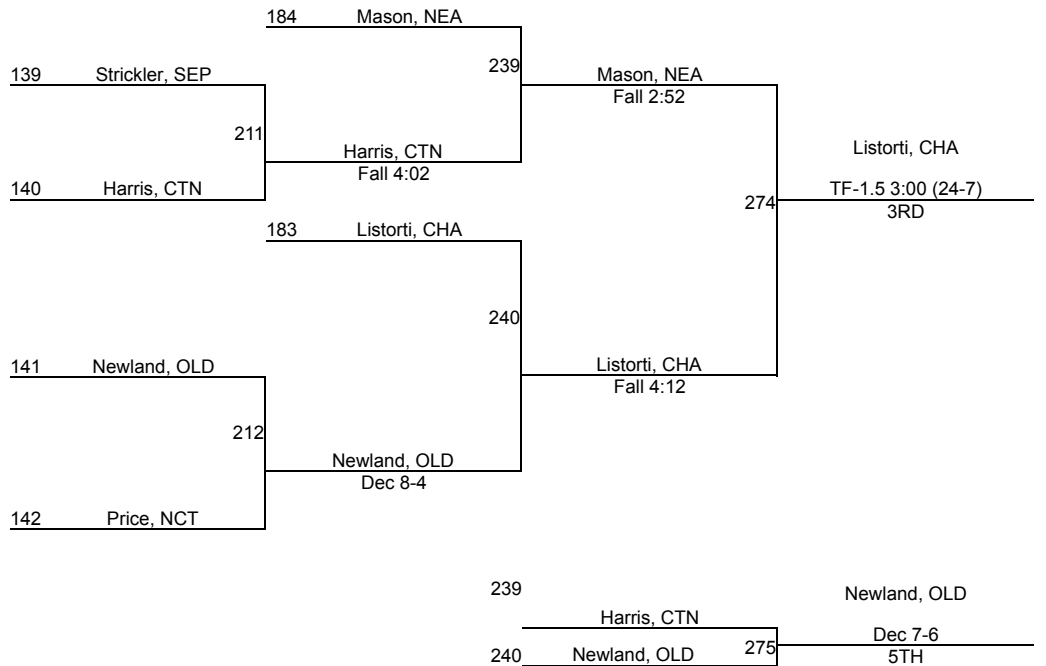 184 Mason, NEA
139 Strickler, SEP
239
Mason, NEA
Fall 2:52
211
Harris, CTN
Fall 4:02
140 Harris, CTN
Listorti, CHA
274
TF-1.5 3:00 (24-7)
3RD
183 Listorti, CHA
240
141 Newland, OLD
Listorti, CHA
Fall 4:12
212
Newland, OLD
Dec 8-4
142 Price, NCT
239
Harris, CTN
Newland, OLD
240 Newland, OLD
275
Dec 7-6
5TH